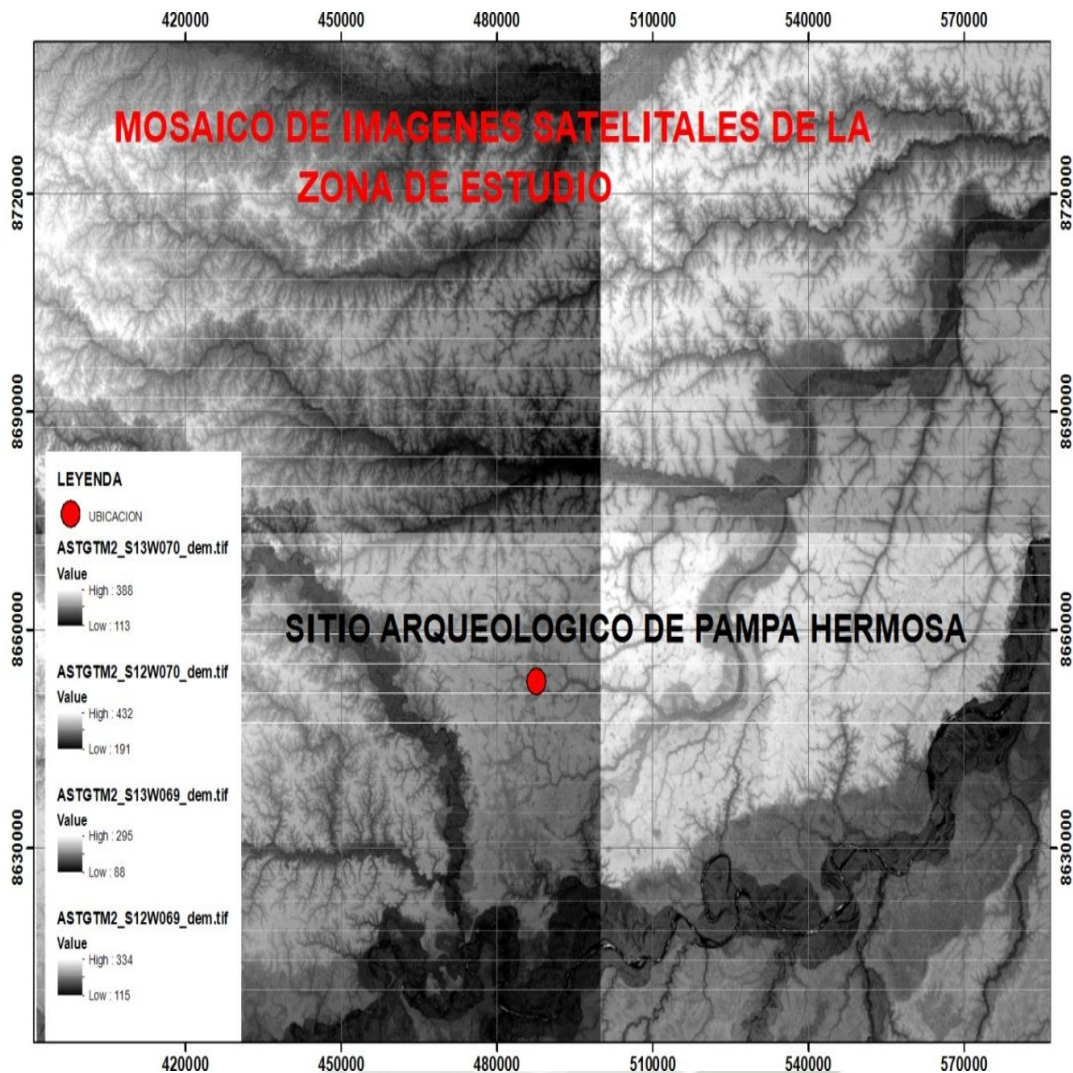 420000 450000 480000 510000 540000 570000
MOSAICO DE IMAGENES SATELITALES DE LA
ZONA DE ESTUDIO
8720000 8720000
8690000 8690000
LEYENDA
UBICACION
ASTGTM2_S13W070_dem.tif
Value
High : 388
Low : 113
8660000 8660000
SITIO ARQUEOLOGICO DE PAMPA HERMOSA
ASTGTM2_S12W070_dem.tif
Value
High : 432
Low : 191
ASTGTM2_S13W069_dem.tif
Value
High : 295
Low : 88
8630000 8630000
ASTGTM2_S12W069_dem.tif
Value
High : 334
Low : 115
420000 450000 480000 510000 540000 570000